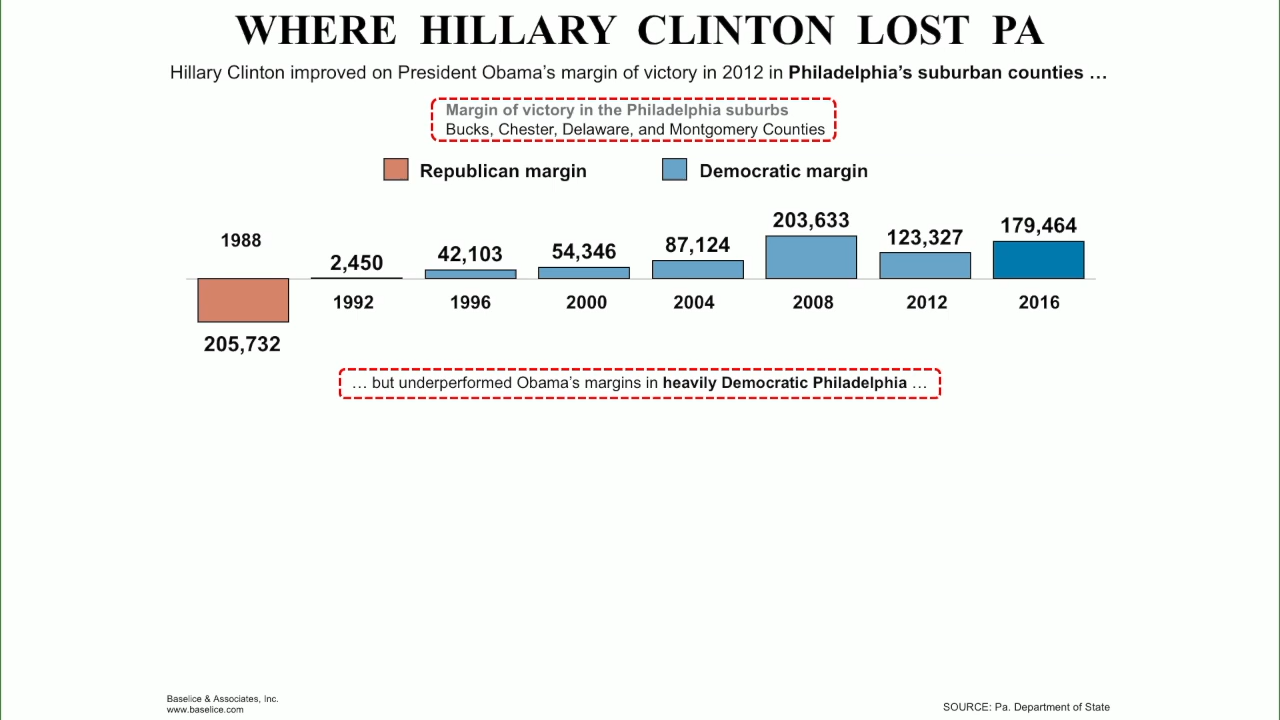 WHERE HILLARY CLINTON LOST PA
Hillary Clinton improved on President Obama’s margin of victory in 2012 in Philadelphia’s suburban counties …
Margin of victory in the Philadelphia suburbs
Bucks, Chester, Delaware, and Montgomery Counties
Republican margin
Democratic margin
1988
2,450
42,103
54,346
87,124
203,633
123,327
179,464
205,732
1992
1996
2000
2004
2008
2012
2016
… but underperformed Obama’s margins in heavily Democratic Philadelphia …
Baselice & Associates, Inc.
www.baselice.com
SOURCE: Pa. Department of State